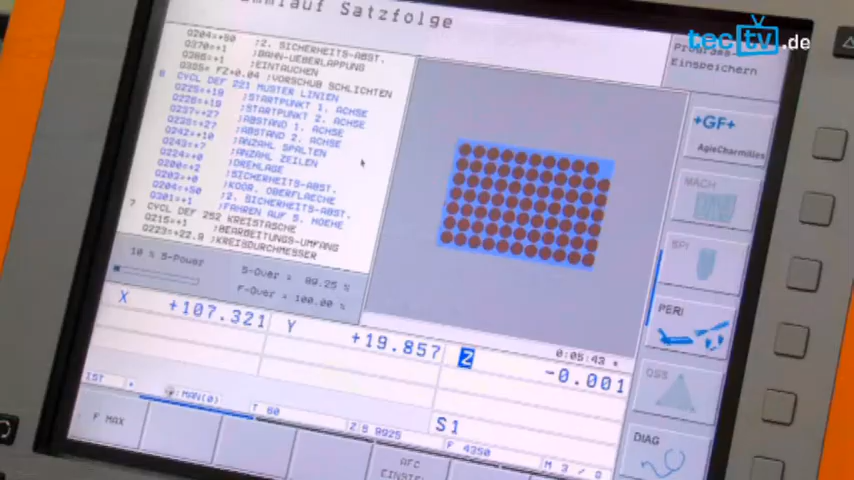 mmlauf Satzfolge
tectv.de
Programm
Einspeichern
Q204=+50 ;2. SICHERHEITS-ABST.
Q370=+1 ;BAHN-UEBERLAPPUNG
Q366=+1 ;EINTAUCHEN
Q385= FZ+0.04 ;VORSCHUB SCHLICHTEN
6 CYCL DEF 221 MUSTER LINIEN
Q225=+19 ;STARTPUNKT 1. ACHSE
Q226=+19 ;STARTPUNKT 2. ACHSE
Q237=+27 ;ABSTAND 1. ACHSE
Q238=+27 ;ABSTAND 2. ACHSE
Q242=+10 ;ANZAHL SPALTEN
Q243=+7 ;ANZAHL ZEILEN
Q224=+0 ;DREHLAGE
Q200=+2 ;SICHERHEITS-ABST.
Q203=+0 ;KOOR. OBERFLAECHE
Q204=+50 ;2. SICHERHEITS-ABST.
Q301=+1 ;FAHREN AUF S. HOEHE
7 CYCL DEF 252 KREISTASCHE
Q215=+1 ;BEARBEITUNGS-UMFANG
Q223=+22.9 ;KREISDURCHMESSER
+GF+
AgieCharmilles
MACH
SPI
PERI
OSS
DIAG
10 % S-Power
S-Over = 89.25 %
F-Over = 100.00 %
0:05:43
X +107.321 Y +19.857 Z -0.001
S1
IST
:MAN(0) T 60 Z S 9925 F 4350 M 3 / 8
F MAX
AFC